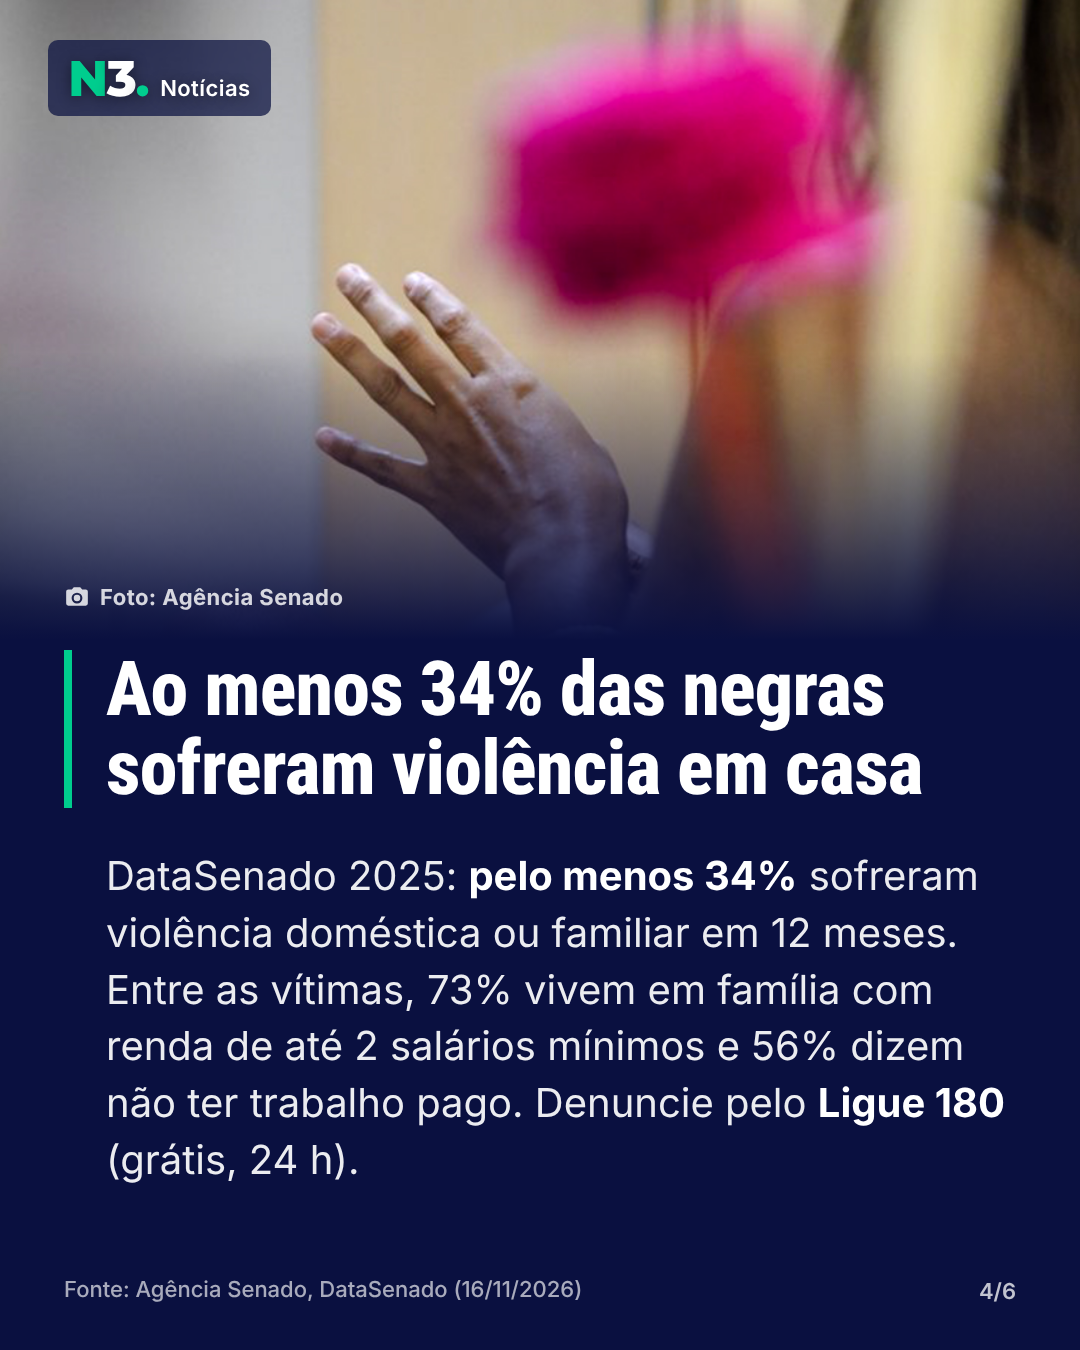 N3. Notícias
Foto: Agência Senado
Ao menos 34% das negras
sofreram violência em casa
DataSenado 2025: pelo menos 34% sofreram
violência doméstica ou familiar em 12 meses.
Entre as vítimas, 73% vivem em família com
renda de até 2 salários mínimos e 56% dizem
não ter trabalho pago. Denuncie pelo Ligue 180
(grátis, 24 h).
Fonte: Agência Senado, DataSenado (16/11/2026)
4/6